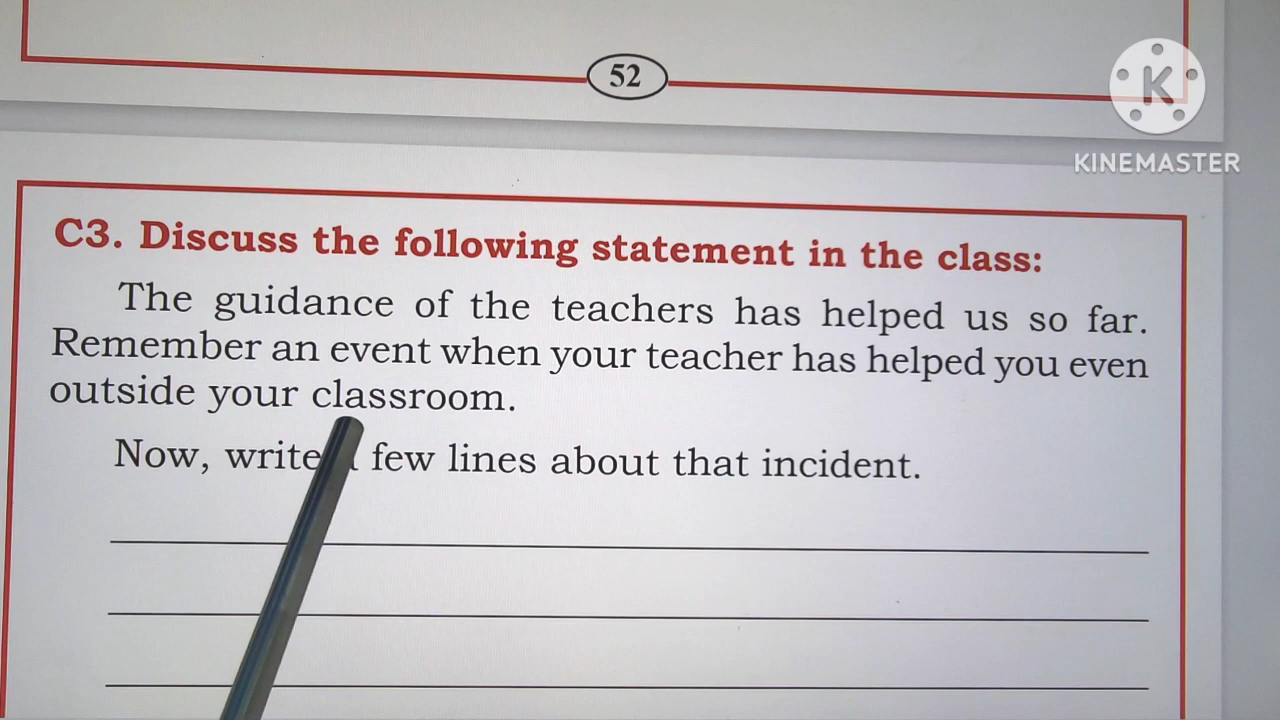 52
K
KINEMASTER
C3. Discuss the following statement in the class:
The guidance of the teachers has helped us so far.
Remember an event when your teacher has helped you even
outside your classroom.
Now, write few lines about that incident.